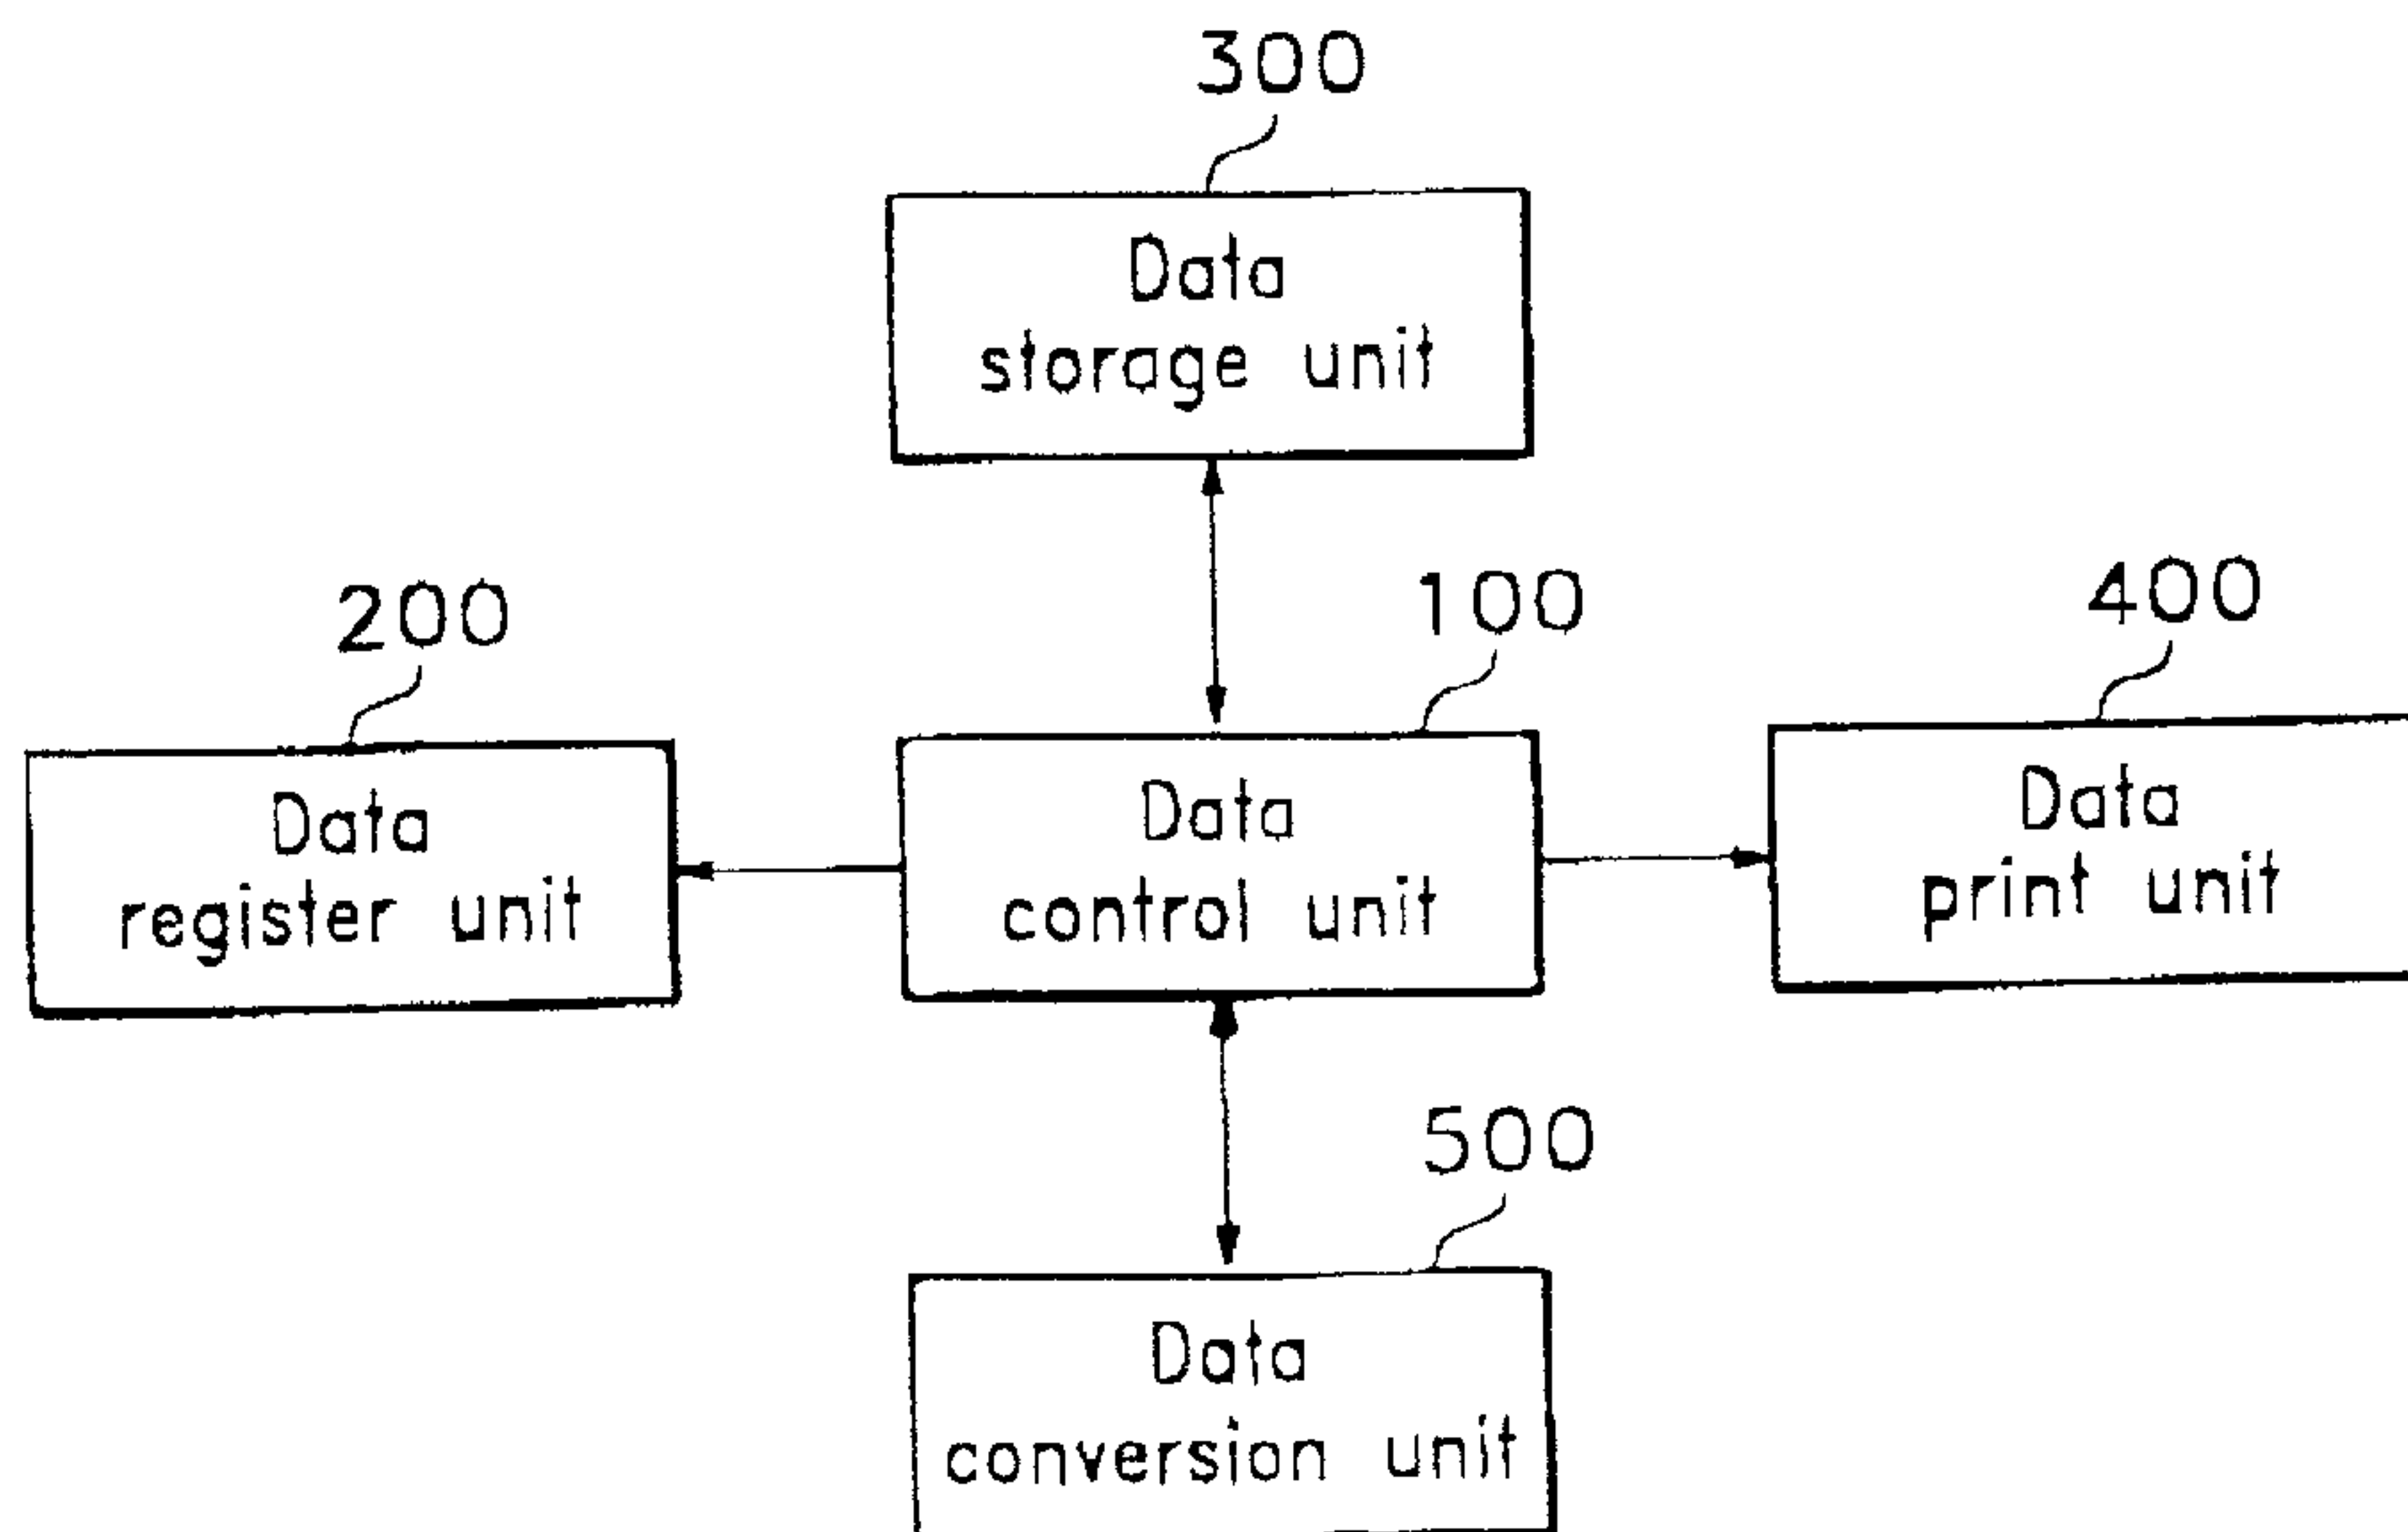 300
Data
storage unit
200
100
400
Data
register unit
Data
control unit
Data
print unit
500
Data
conversion unit